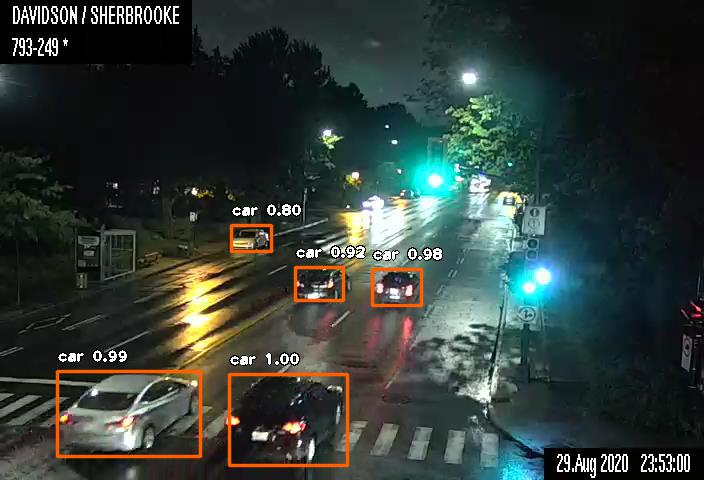 DAVIDSON / SHERBROOKE
793-249 *
car 0.80
car 0.92
car 0.98
car 0.99
car 1.00
29.Aug 2020 23:53:00